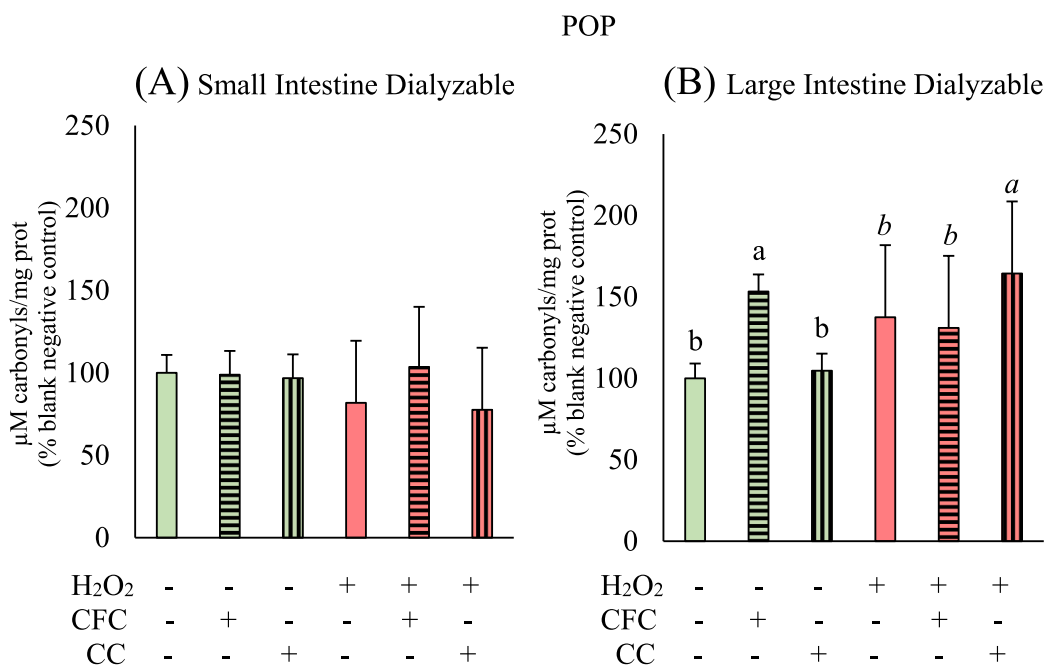 POP
(A) Small Intestine Dialyzable
µM carbonyls/mg prot
(% blank negative control)
250
200
150
100
50
0
H₂O₂ - - - + + +
CFC - + - - + -
CC - - + - - +
(B) Large Intestine Dialyzable
µM carbonyls/mg prot
(% blank negative control)
250
200
150
100
50
0
b a b b b a
H₂O₂ - - - + + +
CFC - + - - + -
CC - - + - - +